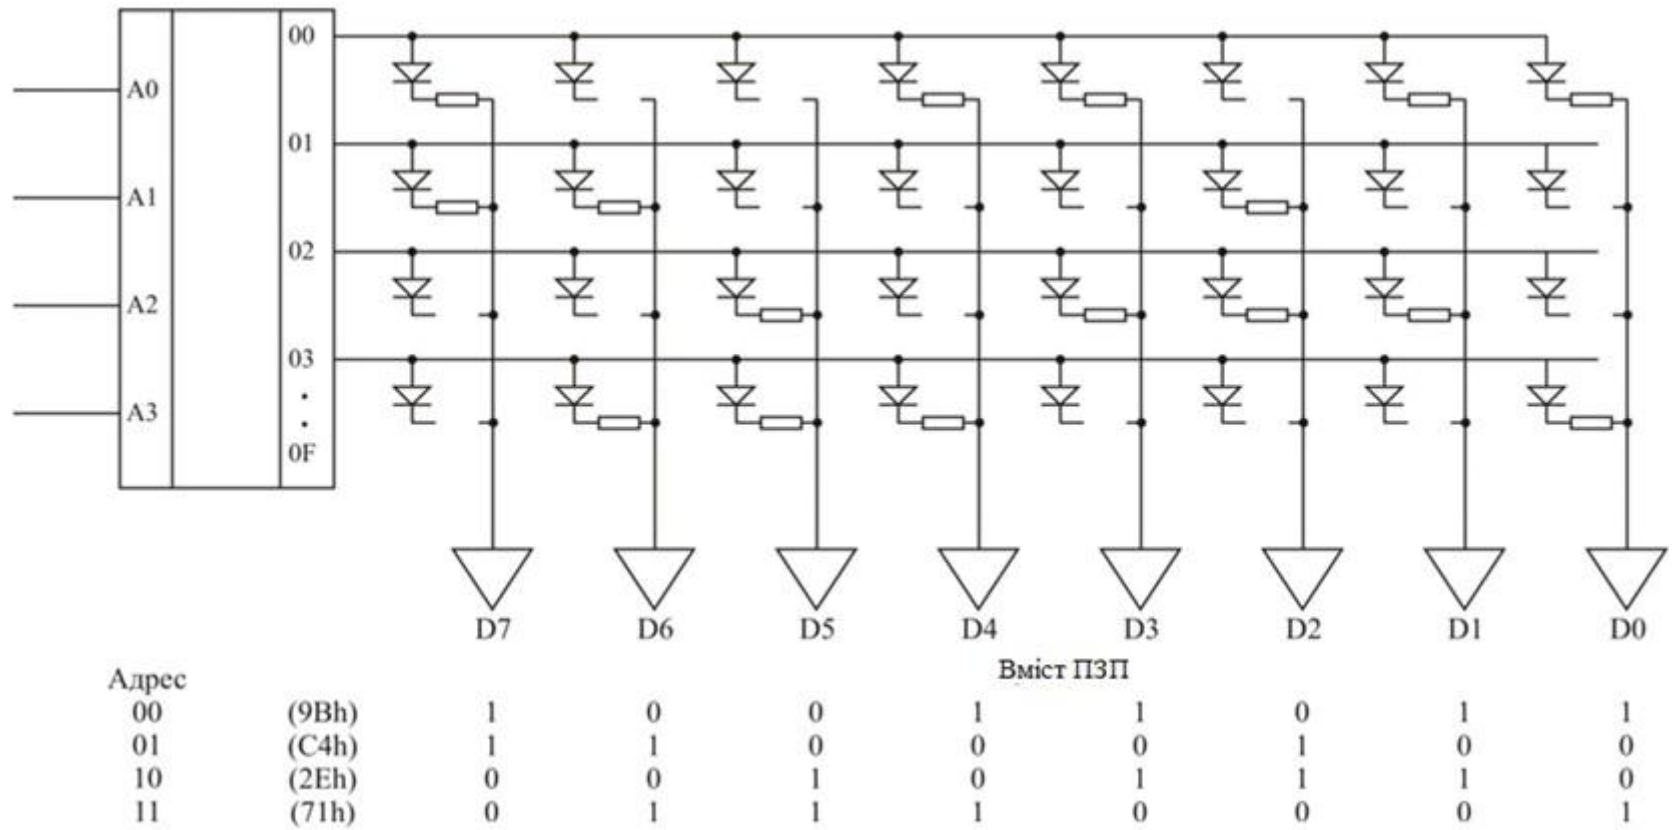 00
A0
01
A1
02
A2
03
A3
0F
D7 D6 D5 D4 D3 D2 D1 D0
Вміст ПЗП
Адрес
00 (9Bh) 1 0 0 1 1 0 1 1
01 (C4h) 1 1 0 0 0 1 0 0
10 (2Eh) 0 0 1 0 1 1 1 0
11 (71h) 0 1 1 1 0 0 0 1